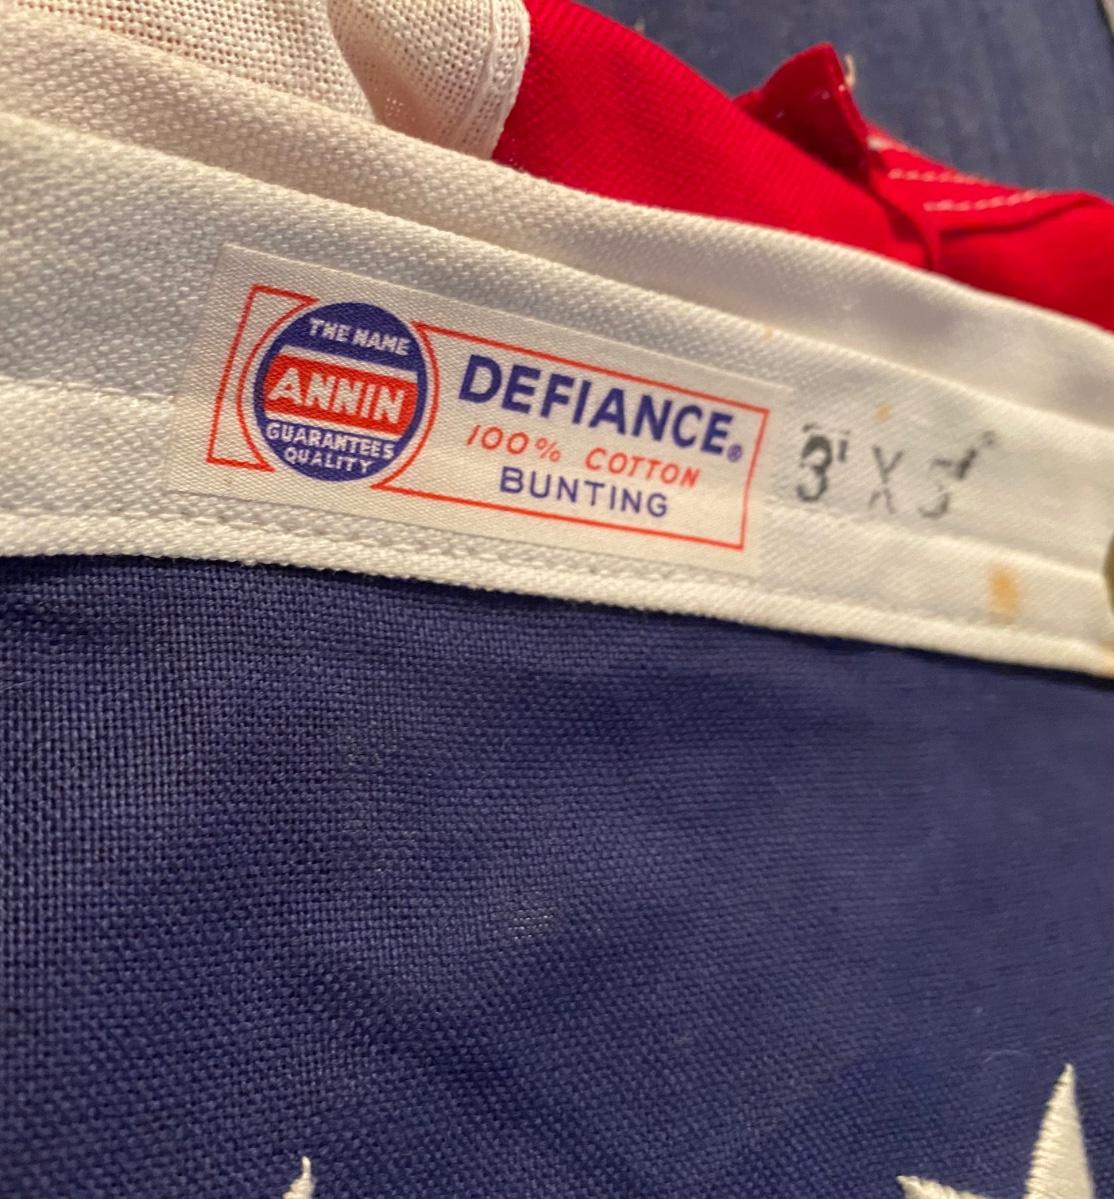 THE NAME
ANNIN
GUARANTEES
QUALITY
DEFIANCE®
100% COTTON
BUNTING
3' X 5'